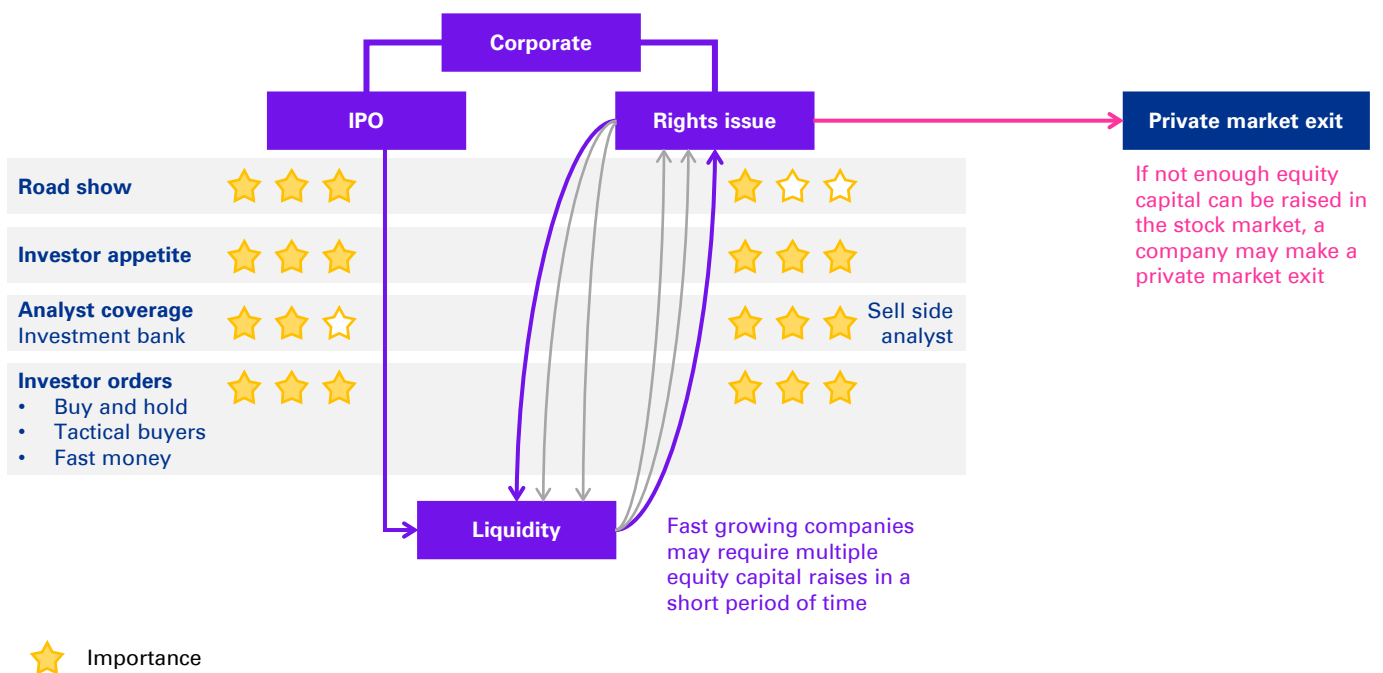 Corporate
IPO
Rights issue
Private market exit
If not enough equity
capital can be raised in
the stock market, a
company may make a
private market exit
Road show
Investor appetite
Analyst coverage
Investment bank
Sell side
analyst
Investor orders
• Buy and hold
• Tactical buyers
• Fast money
Liquidity
Fast growing companies
may require multiple
equity capital raises in a
short period of time
Importance